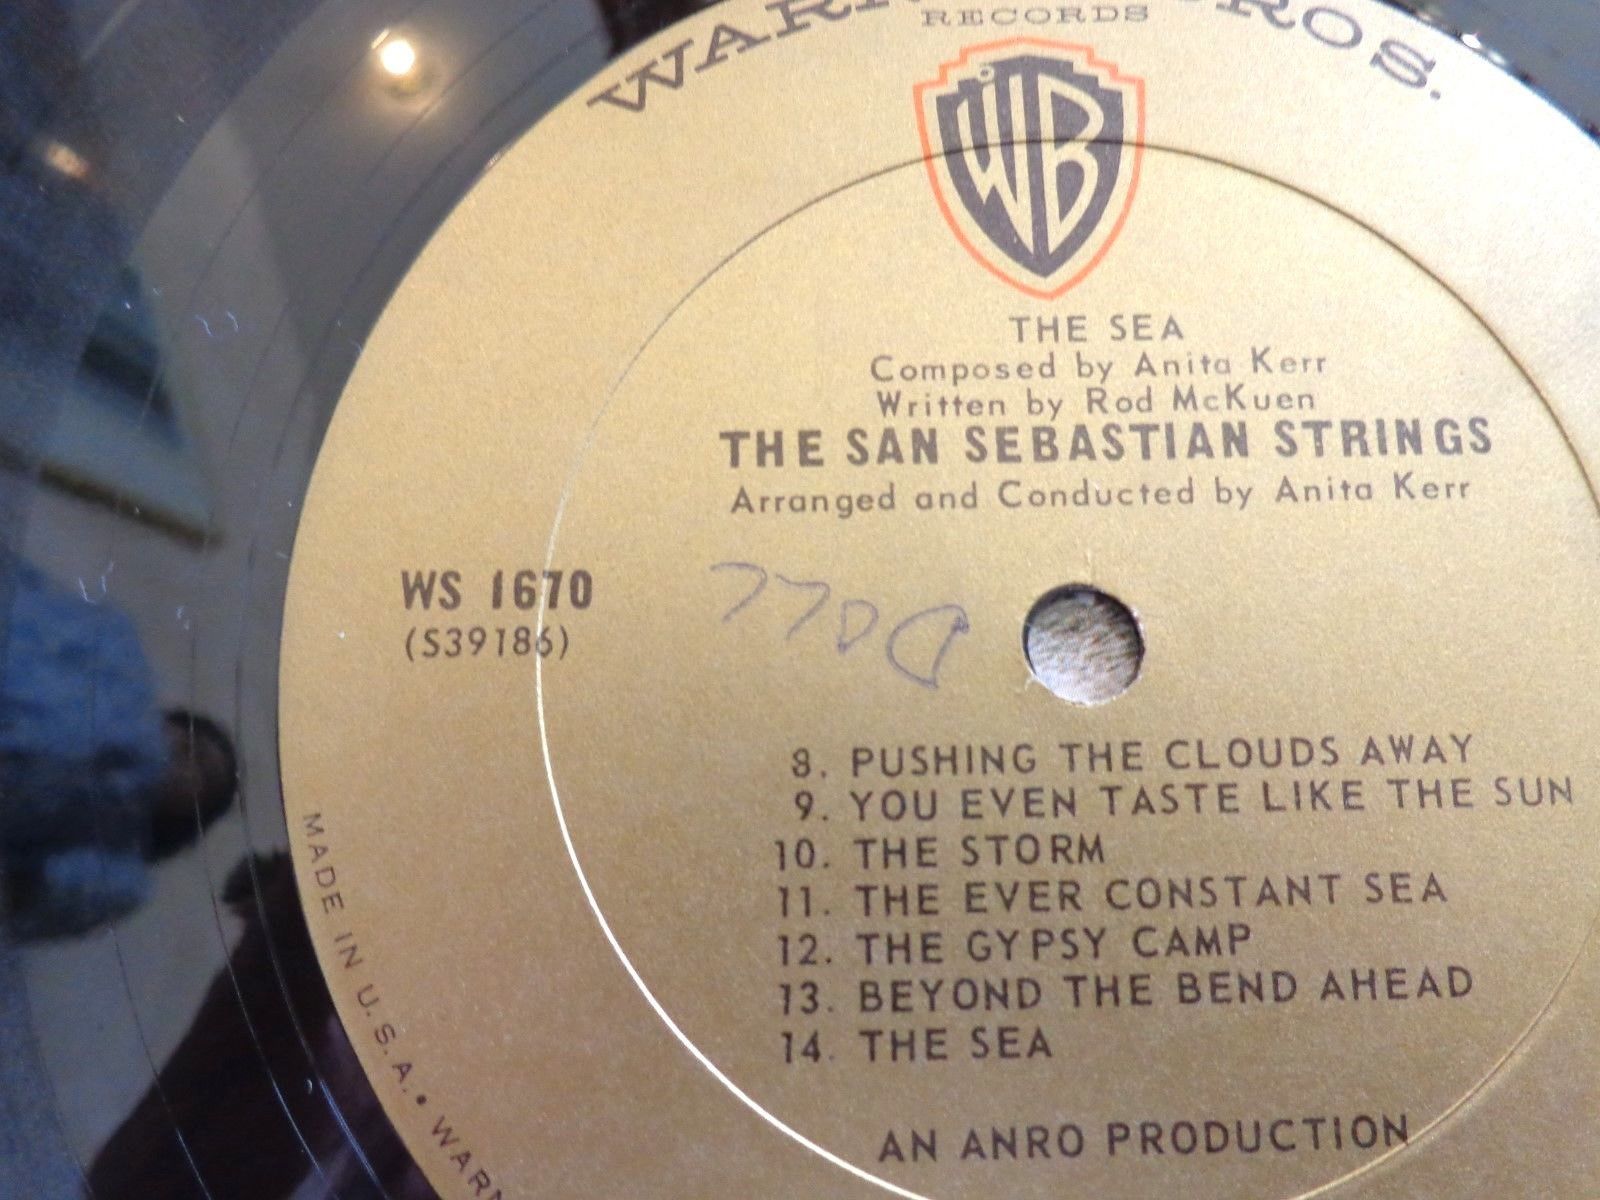 RECORDS
WB
THE SEA
Composed by Anita Kerr
Written by Rod McKuen
THE SAN SEBASTIAN STRINGS
Arranged and Conducted by Anita Kerr
WS 1670
(S39186)
8. PUSHING THE CLOUDS AWAY
9. YOU EVEN TASTE LIKE THE SUN
10. THE STORM
11. THE EVER CONSTANT SEA
12. THE GYPSY CAMP
13. BEYOND THE BEND AHEAD
14. THE SEA
AN ANRO PRODUCTION
MADE IN U.S.A. •